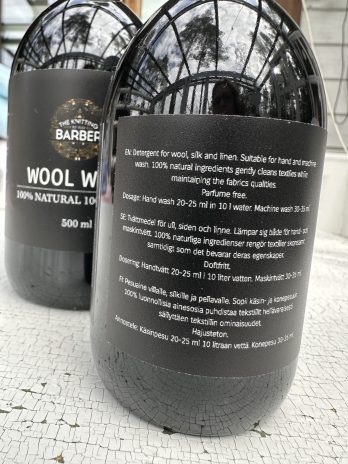 THE KNITTING
BARBER
WOOL W
100% NATURAL 10
500 ml
EN: Detergent for wool, silk and linen. Suitable for hand and machine
wash. 100% natural ingredients gently cleans textiles while
maintaining the fabrics qualities.
Parfume free.
Dosage: Hand wash 20-25 ml in 10 l water. Machine wash 30-35 ml.
SE: Tvättmedel för ull, siden och linne. Lämpar sig både för hand- och
maskintvätt. 100% naturliga ingredienser rengör textilier skonsamt
samtidigt som det bevarar deras egenskaper.
Doftfritt.
Dosering: Handtvätt 20-25 ml i 10 liter vatten. Maskintvätt 30-35 ml.
FI: Pesuaine villalle, silkille ja pellavalle. Sopii käsin- ja konepesuun.
100% luonnollisia ainesosia puhdistaa tekstiilit hellävaraisesti
säilyttäen tekstiilin ominaisuudet.
Hajusteton.
Annostele: Käsinpesu 20-25 ml 10 litraan vettä. Konepesu 30-35 ml.